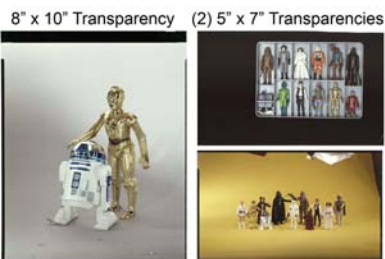 8" x 10" Transparency
(2) 5" x 7" Transparencies